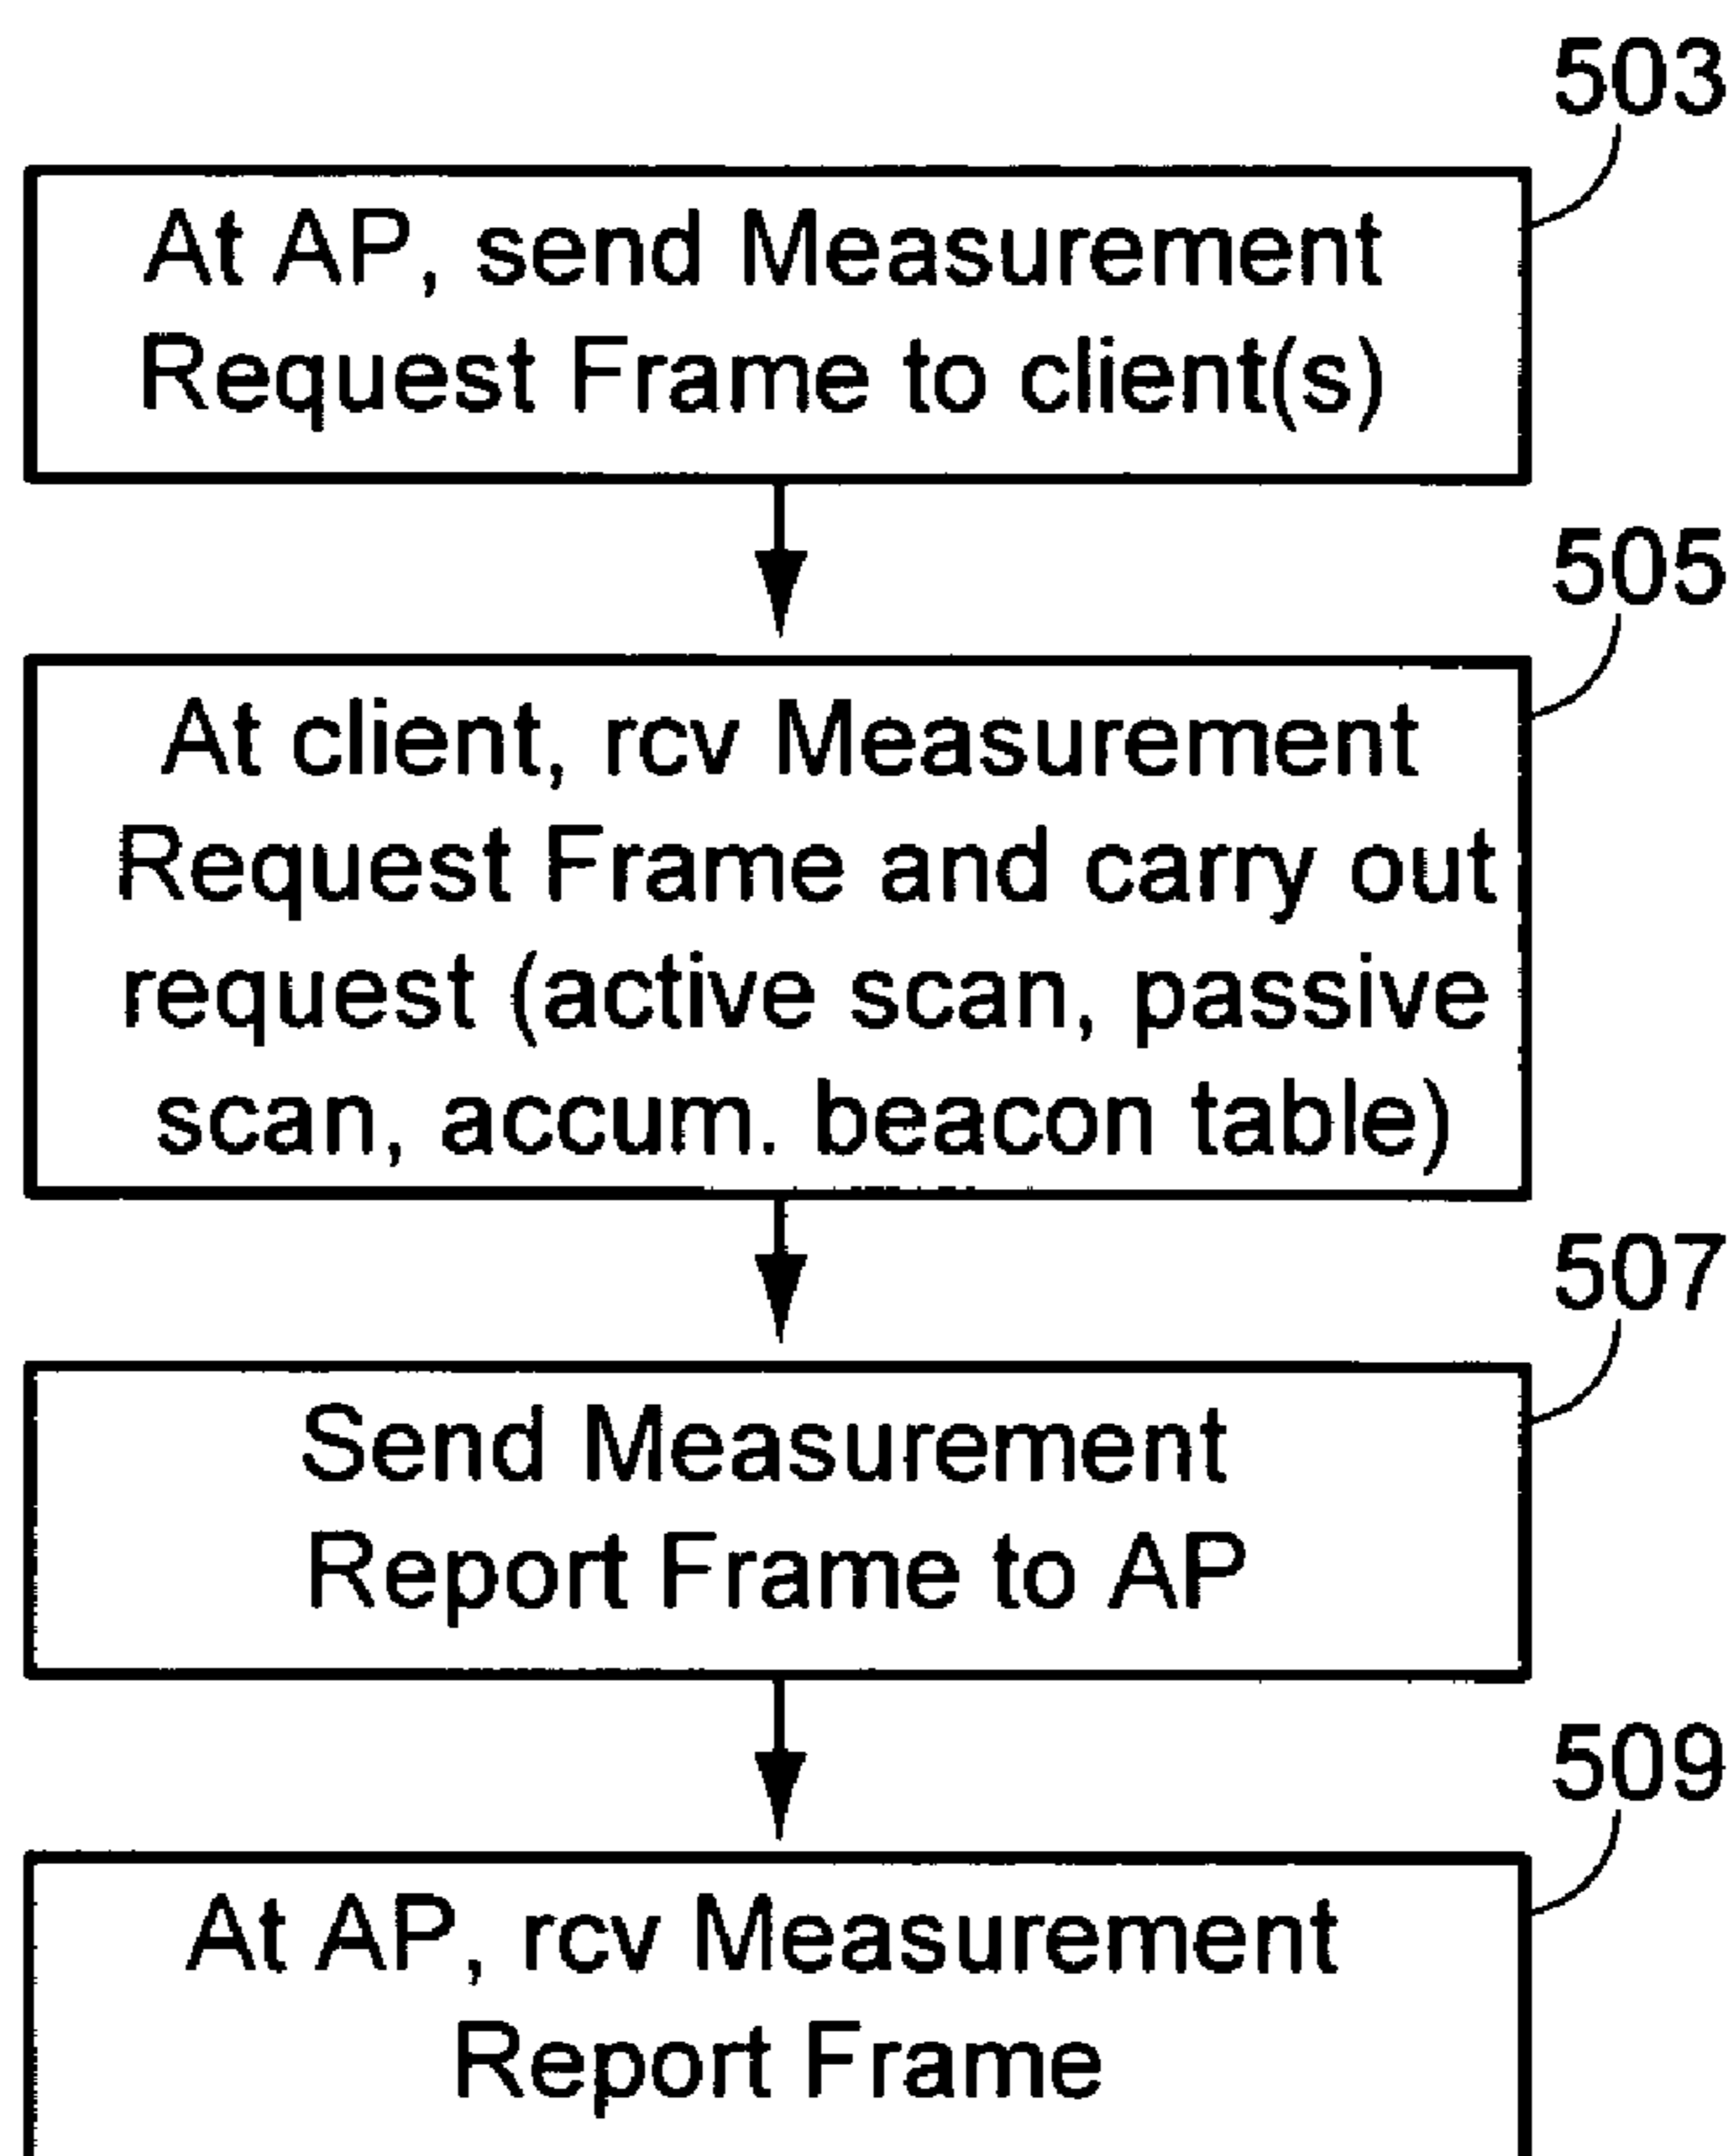 503
At AP, send Measurement
Request Frame to client(s)
505
At client, rcv Measurement
Request Frame and carry out
request (active scan, passive
scan, accum. beacon table)
507
Send Measurement
Report Frame to AP
509
At AP, rcv Measurement
Report Frame